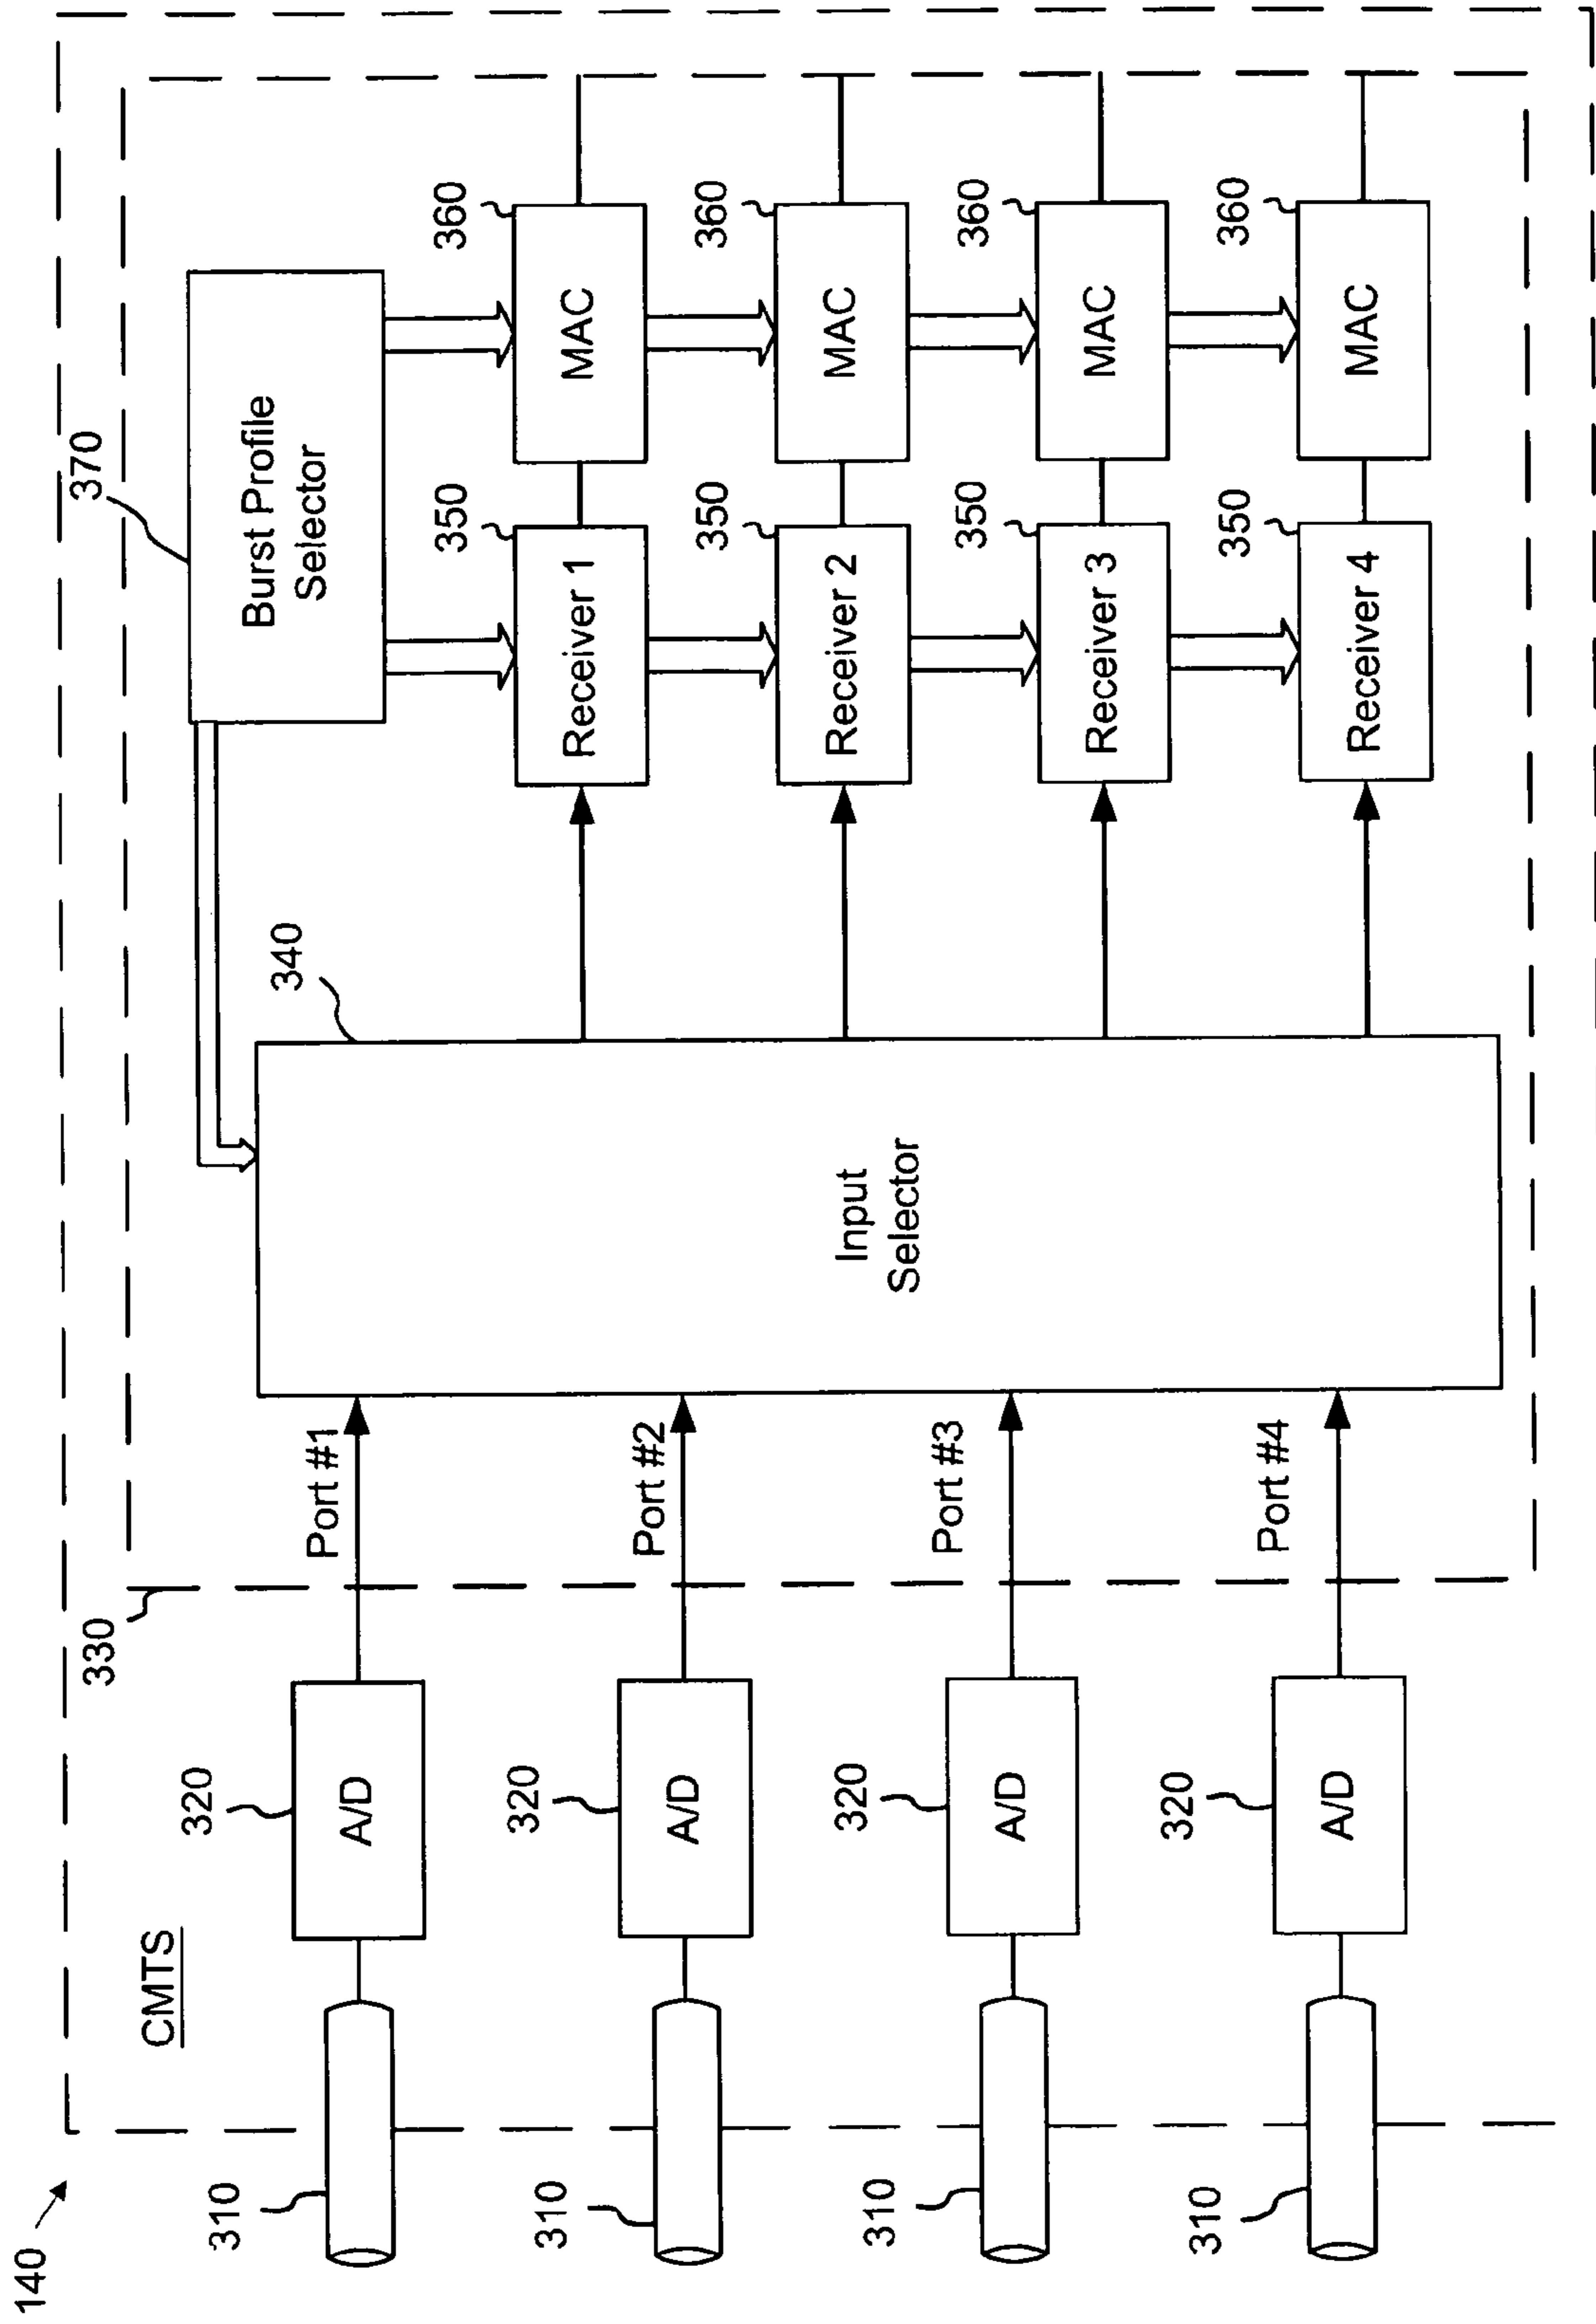 140
CMTS
310
310
310
310
320
A/D
320
A/D
320
A/D
320
A/D
330
Port #1
Port #2
Port #3
Port #4
340
Input
Selector
370
Burst Profile
Selector
350
Receiver 1
350
Receiver 2
350
Receiver 3
350
Receiver 4
360
MAC
360
MAC
360
MAC
360
MAC